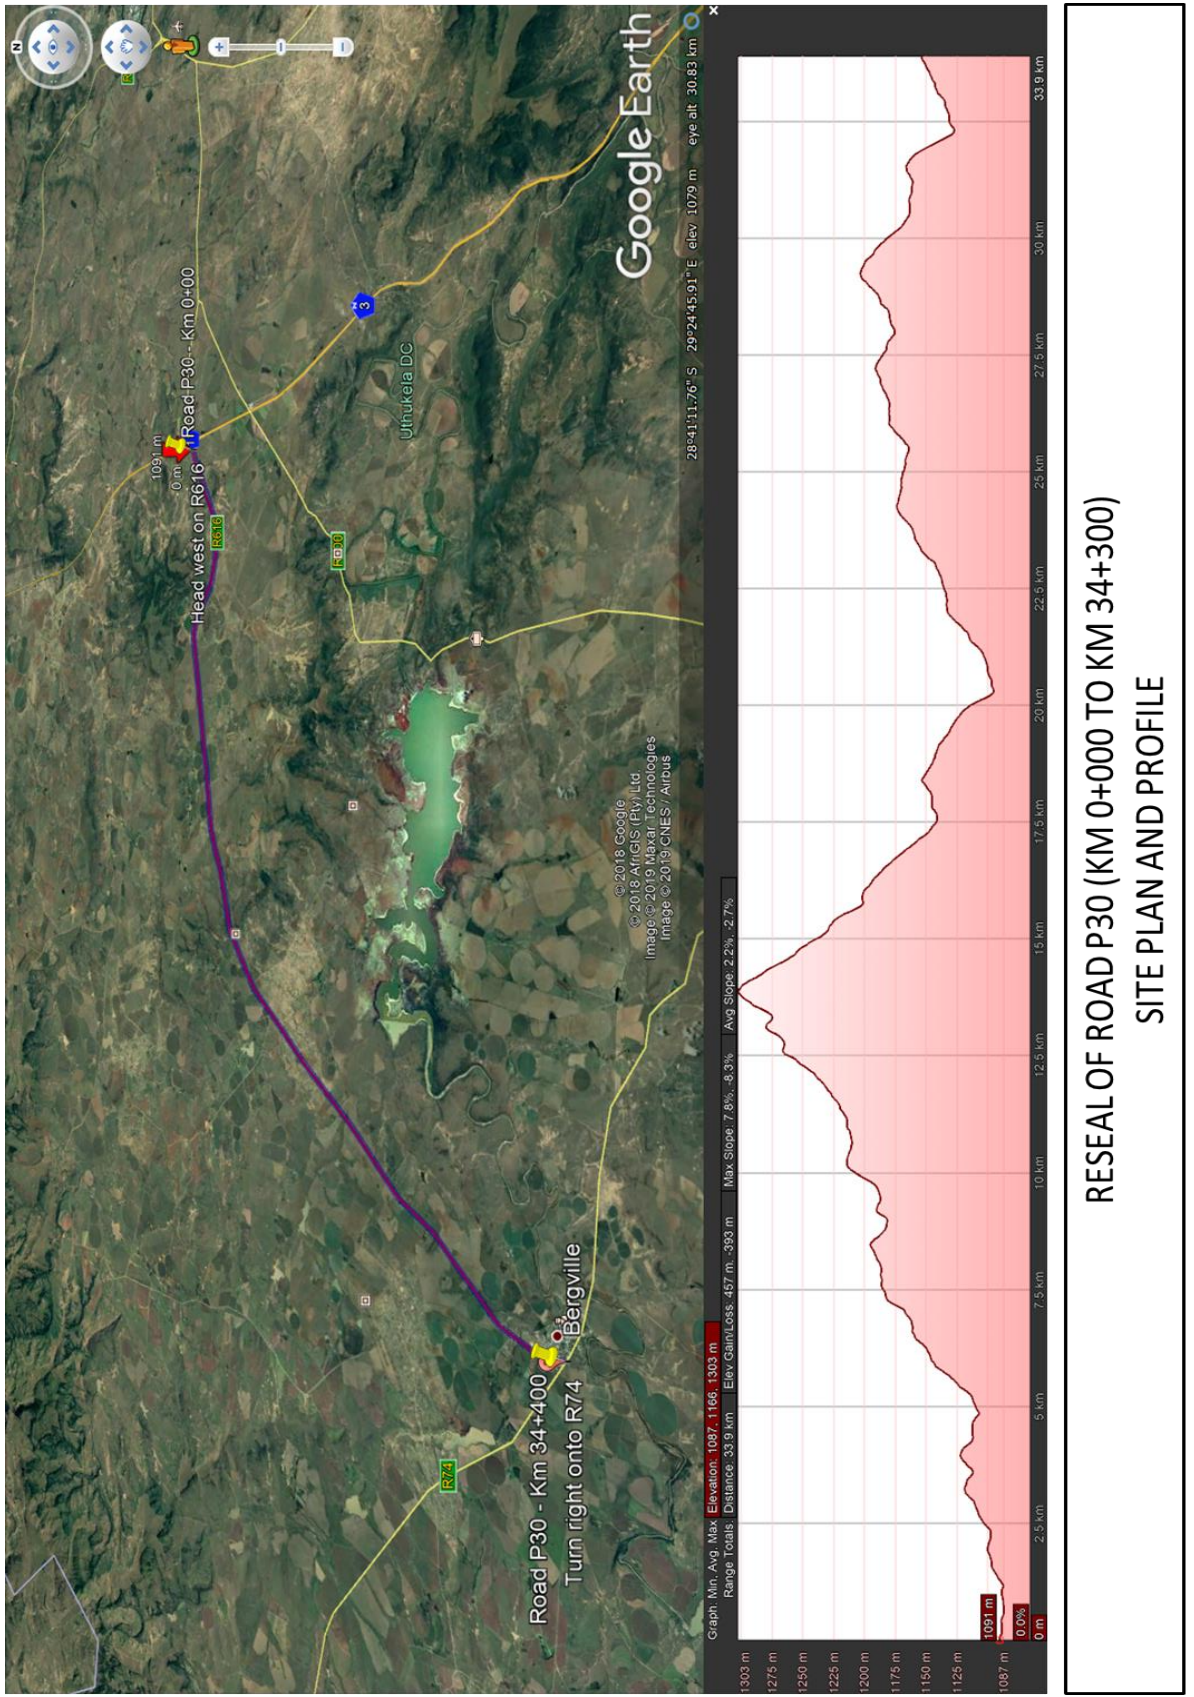 N
Road P30 - Km 0+00
1091 m
0 m
Head west on R616
R616
3
Uthukela DC
R74
Road P30 - Km 34+400
Turn right onto R74
Bergville
© 2018 Google
© 2018 AfriGIS (Pty) Ltd.
Image © 2019 Maxar Technologies
Image © 2019 CNES / Airbus
Google Earth
28°41'11.76" S 29°24'45.91" E elev 1079 m eye alt 30.83 km
Graph: Min, Avg, Max Elevation: 1087, 1166, 1303 m
Range Totals: Distance: 33.9 km Elev Gain/Loss: 457 m, -393 m Max Slope: 7.8%, -8.3% Avg Slope: 2.2%, -2.7%
1303 m
1275 m
1250 m
1225 m
1200 m
1175 m
1150 m
1125 m
1087 m
1091 m
0.0%
0 m
2.5 km
5 km
7.5 km
10 km
12.5 km
15 km
17.5 km
20 km
22.5 km
25 km
27.5 km
30 km
33.9 km
RESEAL OF ROAD P30 (KM 0+000 TO KM 34+300)
SITE PLAN AND PROFILE